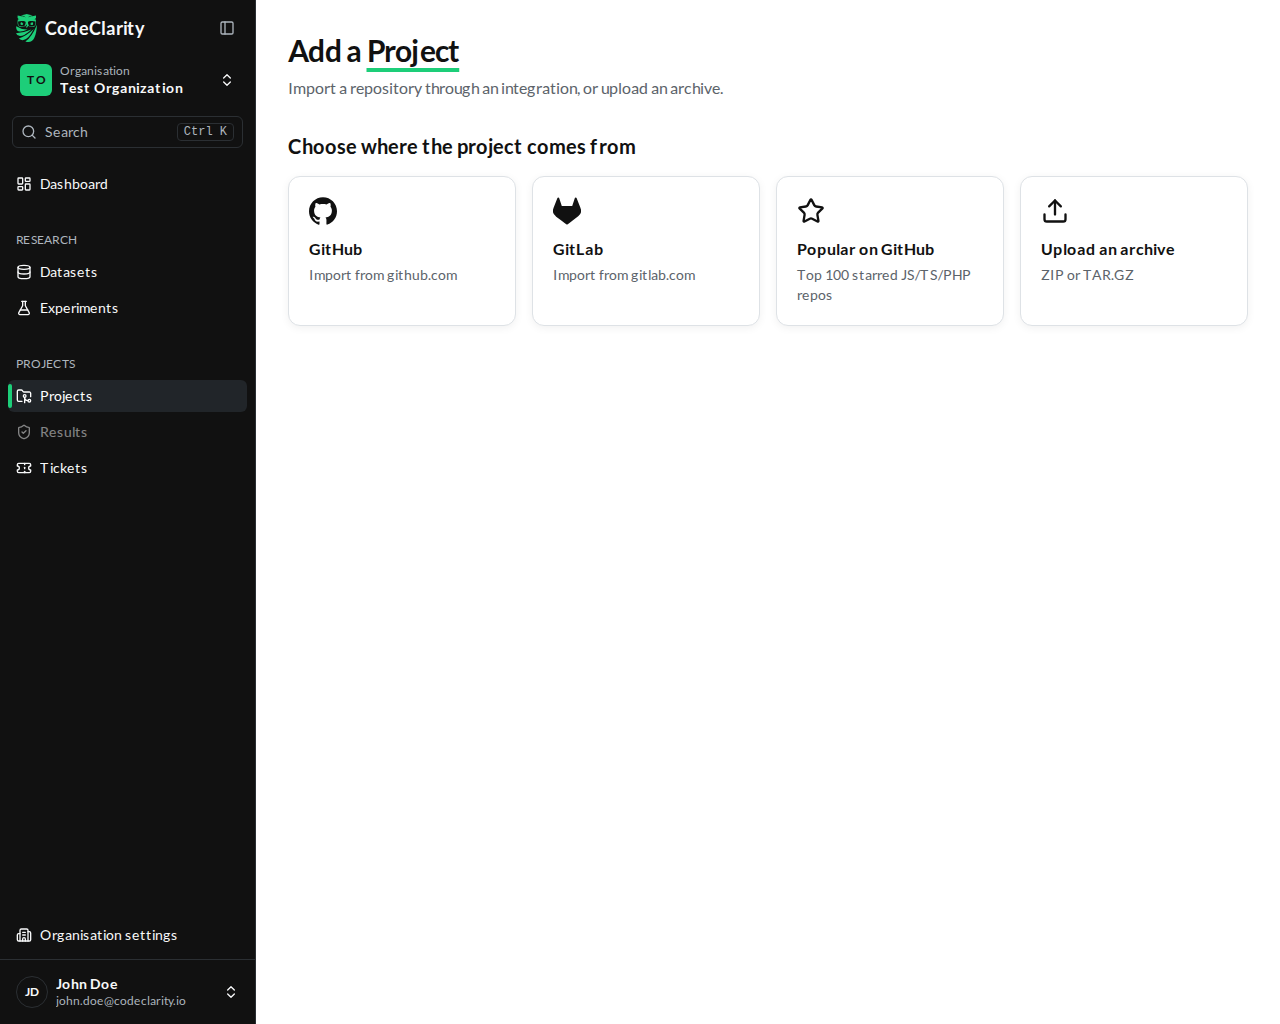 CodeClarity
TO
Organisation
Test Organization
Search
Ctrl K
Dashboard
RESEARCH
Datasets
Experiments
PROJECTS
Projects
Results
Tickets
Organisation settings
JD
John Doe
john.doe@codeclarity.io
Add a Project
Import a repository through an integration, or upload an archive.
Choose where the project comes from
GitHub
Import from github.com
GitLab
Import from gitlab.com
Popular on GitHub
Top 100 starred JS/TS/PHP
repos
Upload an archive
ZIP or TAR.GZ